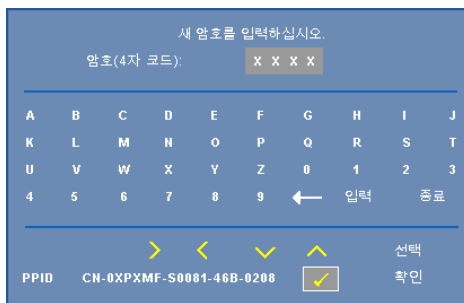 새 암호를 입력하십시오.
암호(4자 코드): X X X X
A B C D E F G H I J
K L M N O P Q R S T
U V W X Y Z 0 1 2 3
4 5 6 7 8 9 ← 입력 종료
선택
PPID CN-0XPXMF-S0081-46B-0208 ✓ 확인